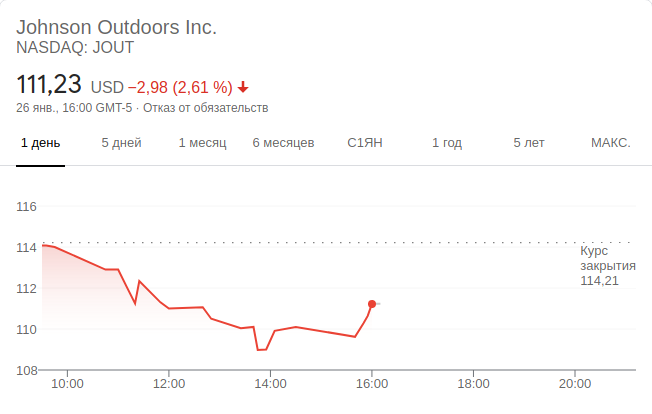 Johnson Outdoors Inc.
NASDAQ: JOUT
111,23 USD −2,98 (2,61 %)
26 янв., 16:00 GMT-5 · Отказ от обязательств
1 день 5 дней 1 месяц 6 месяцев С1ЯН 1 год 5 лет МАКС.
116
114
112
110
108
Курс
закрытия
114,21
10:00 12:00 14:00 16:00 18:00 20:00